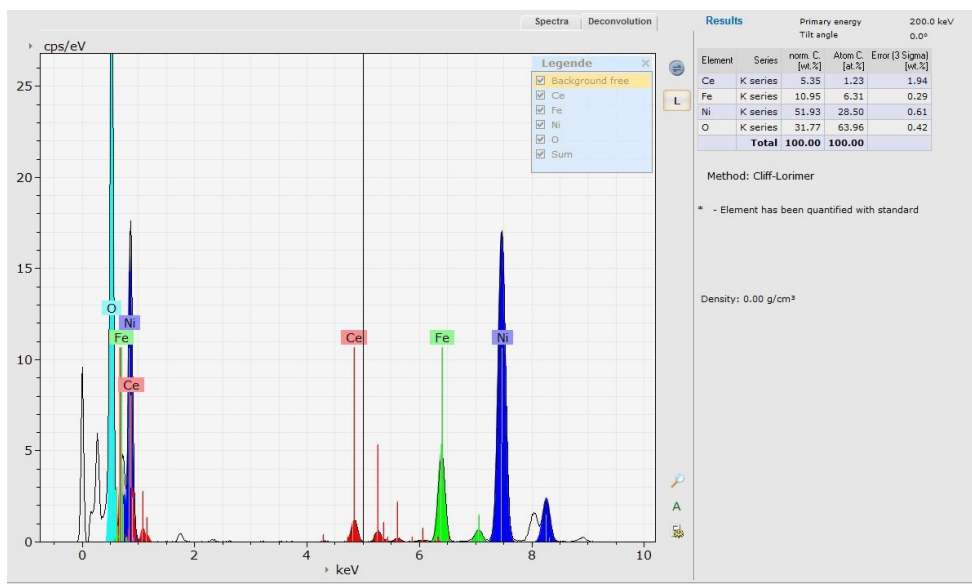 Spectra Deconvolution
cps/eV
25
20
15
10
5
0
0 2 4 6 8 10
keV
Legende ×
Background free
Ce
Fe
Ni
O
Sum
O
Ni
Fe
Ce
Ce
Fe
Ni
L
A
Results Primary energy 200.0 keV
Tilt angle 0.0°
Element Series norm. C. [wt.%] Atom C. [at.%] Error (3 Sigma) [wt.%]
Ce K series 5.35 1.23 1.94
Fe K series 10.95 6.31 0.29
Ni K series 51.93 28.50 0.61
O K series 31.77 63.96 0.42
Total 100.00 100.00
Method: Cliff-Lorimer
* - Element has been quantified with standard
Density: 0.00 g/cm³